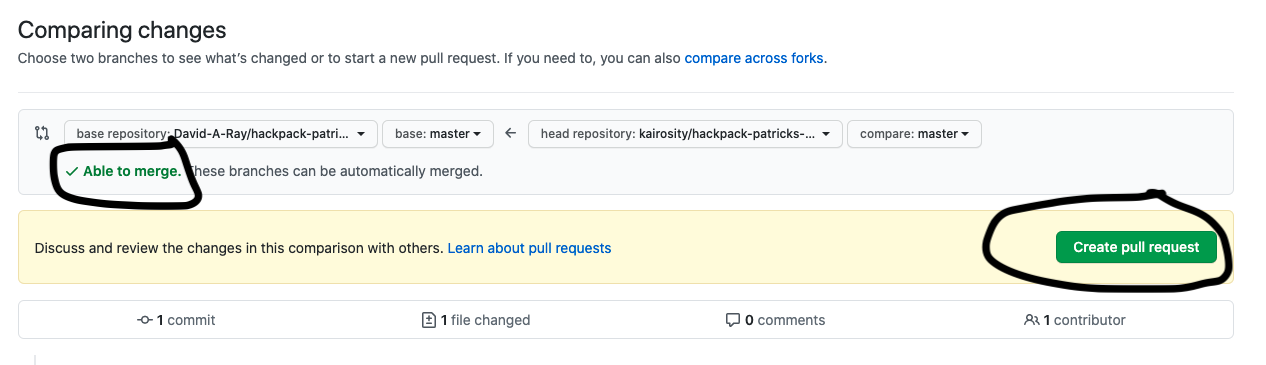 Comparing changes
Choose two branches to see what's changed or to start a new pull request. If you need to, you can also compare across forks.
base repository: David-A-Ray/hackpack-patri... base: master head repository: kairosity/hackpack-patricks-... compare: master
Able to merge. These branches can be automatically merged.
Discuss and review the changes in this comparison with others. Learn about pull requests Create pull request
1 commit 1 file changed 0 comments 1 contributor